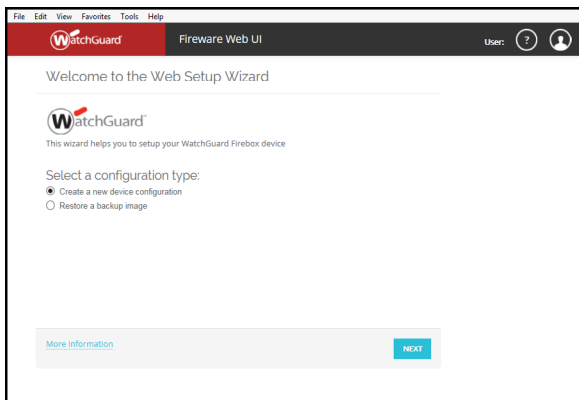 File Edit View Favorites Tools Help
WatchGuard Fireware Web UI User: ?
Welcome to the Web Setup Wizard
WatchGuard
This wizard helps you to setup your WatchGuard Firebox device
Select a configuration type:
Create a new device configuration
Restore a backup image
More Information NEXT